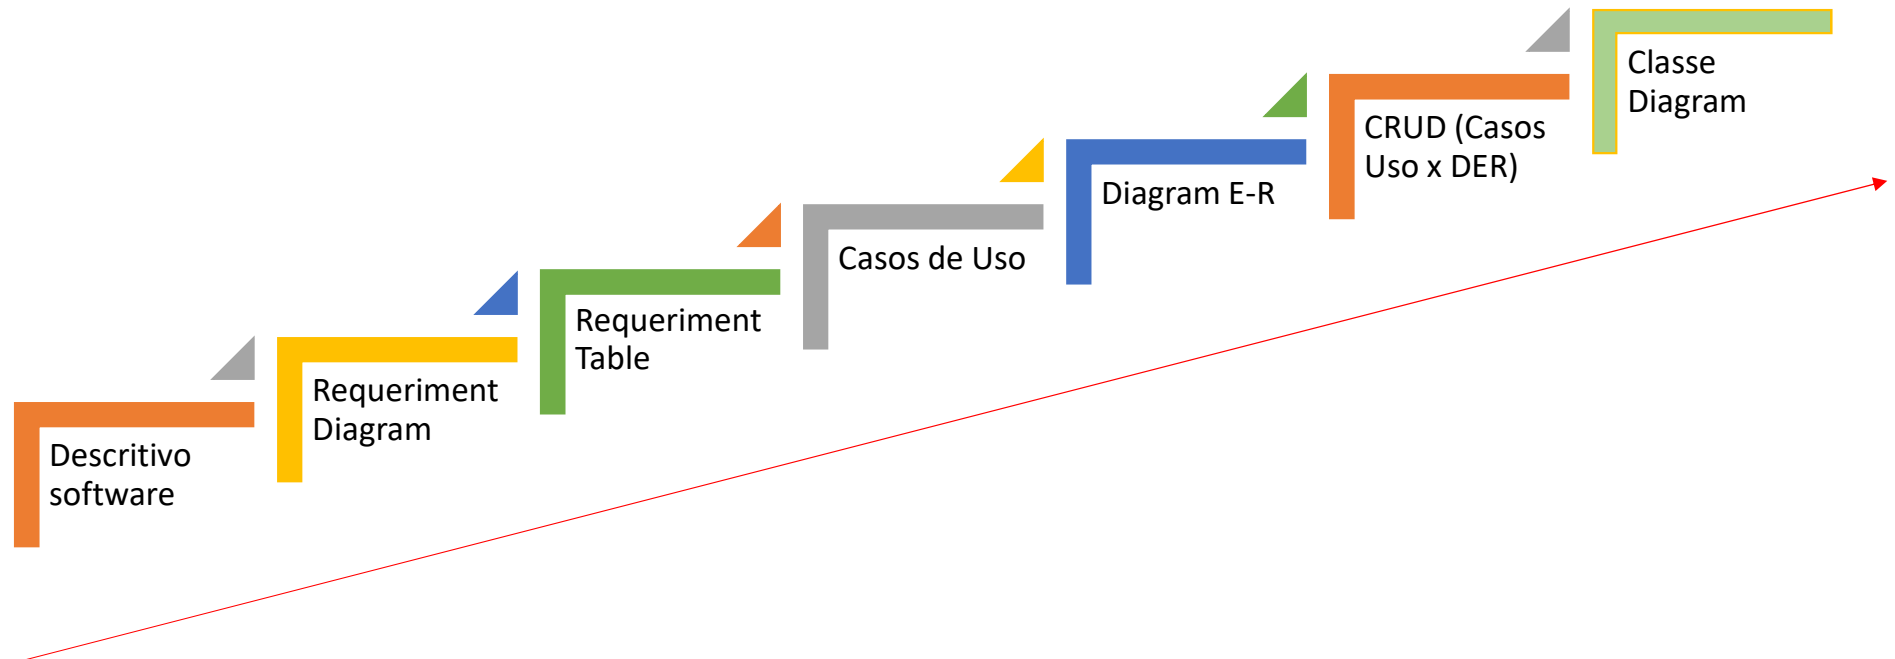 Descritivo
software
Requeriment
Diagram
Requeriment
Table
Casos de Uso
Diagram E-R
CRUD (Casos
Uso x DER)
Classe
Diagram